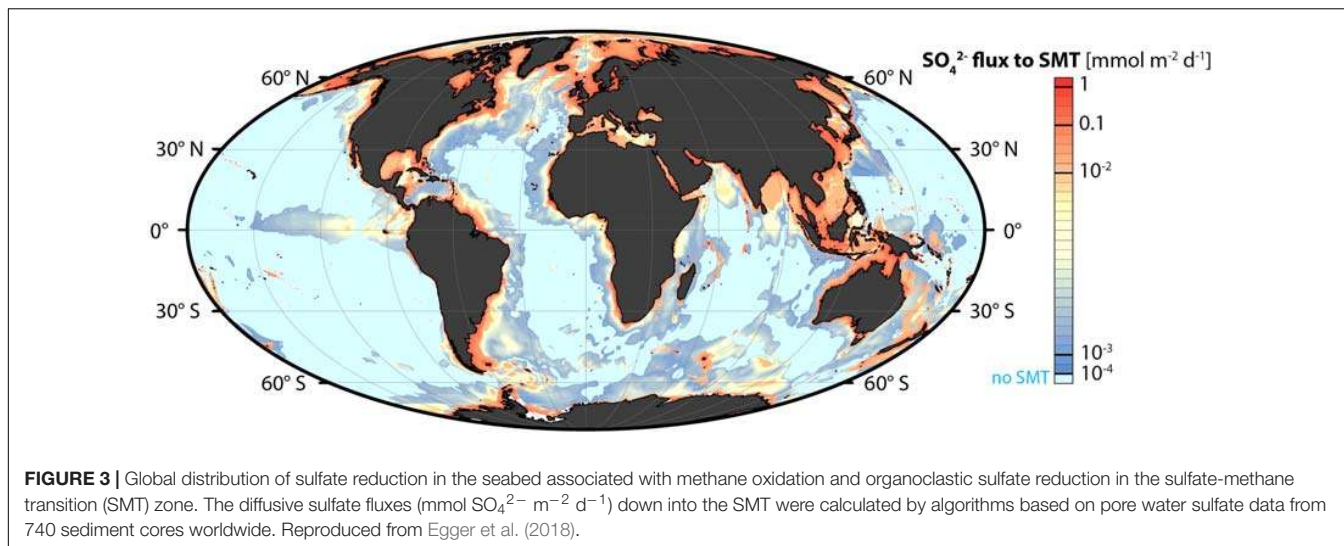 SO₄²⁻ flux to SMT [mmol m⁻² d⁻¹]
60° N
60° N
1
0.1
30° N
30° N
10⁻²
0°
0°
30° S
30° S
10⁻³
60° S
60° S
no SMT
10⁻⁴
FIGURE 3 | Global distribution of sulfate reduction in the seabed associated with methane oxidation and organoclastic sulfate reduction in the sulfate-methane
transition (SMT) zone. The diffusive sulfate fluxes (mmol SO₄²⁻ m⁻² d⁻¹) down into the SMT were calculated by algorithms based on pore water sulfate data from
740 sediment cores worldwide. Reproduced from Egger et al. (2018).